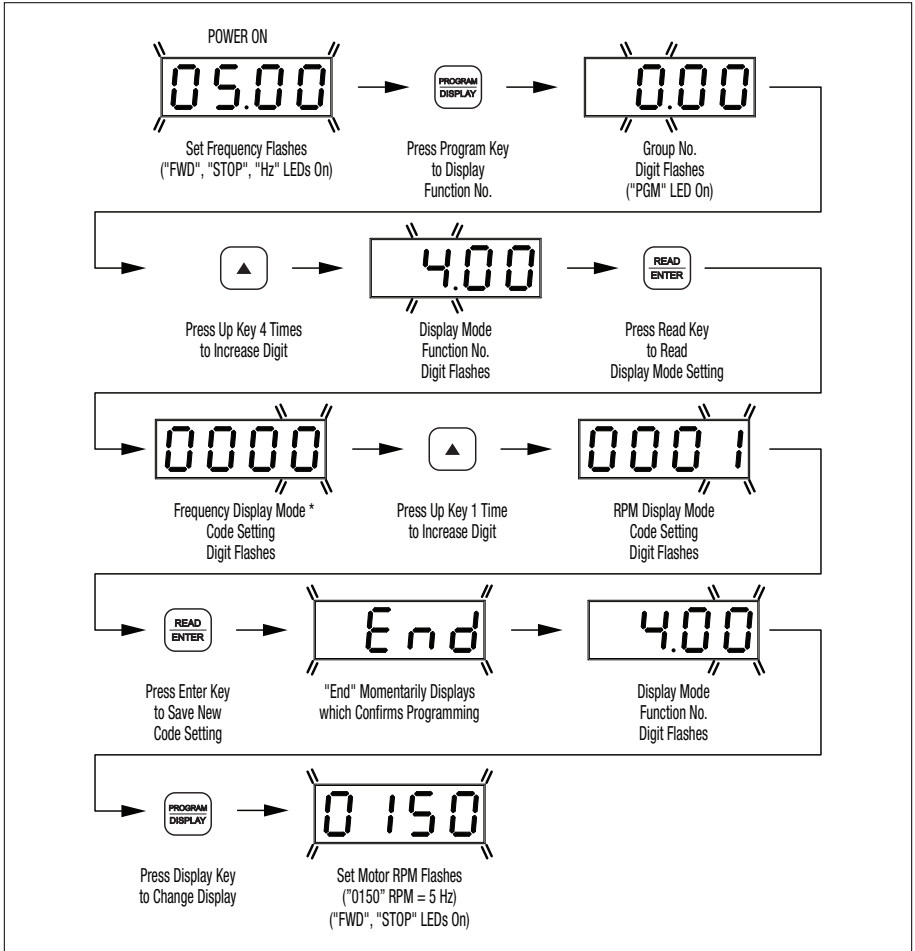 POWER ON
05.00
Set Frequency Flashes
("FWD", "STOP", "Hz" LEDs On)
PROGRAM
DISPLAY
Press Program Key
to Display
Function No.
0.00
Group No.
Digit Flashes
("PGM" LED On)
Press Up Key 4 Times
to Increase Digit
4.00
Display Mode
Function No.
Digit Flashes
READ
ENTER
Press Read Key
to Read
Display Mode Setting
0000
Frequency Display Mode *
Code Setting
Digit Flashes
Press Up Key 1 Time
to Increase Digit
0001
RPM Display Mode
Code Setting
Digit Flashes
READ
ENTER
Press Enter Key
to Save New
Code Setting
End
"End" Momentarily Displays
which Confirms Programming
4.00
Display Mode
Function No.
Digit Flashes
PROGRAM
DISPLAY
Press Display Key
to Change Display
0150
Set Motor RPM Flashes
("0150" RPM = 5 Hz)
("FWD", "STOP" LEDs On)